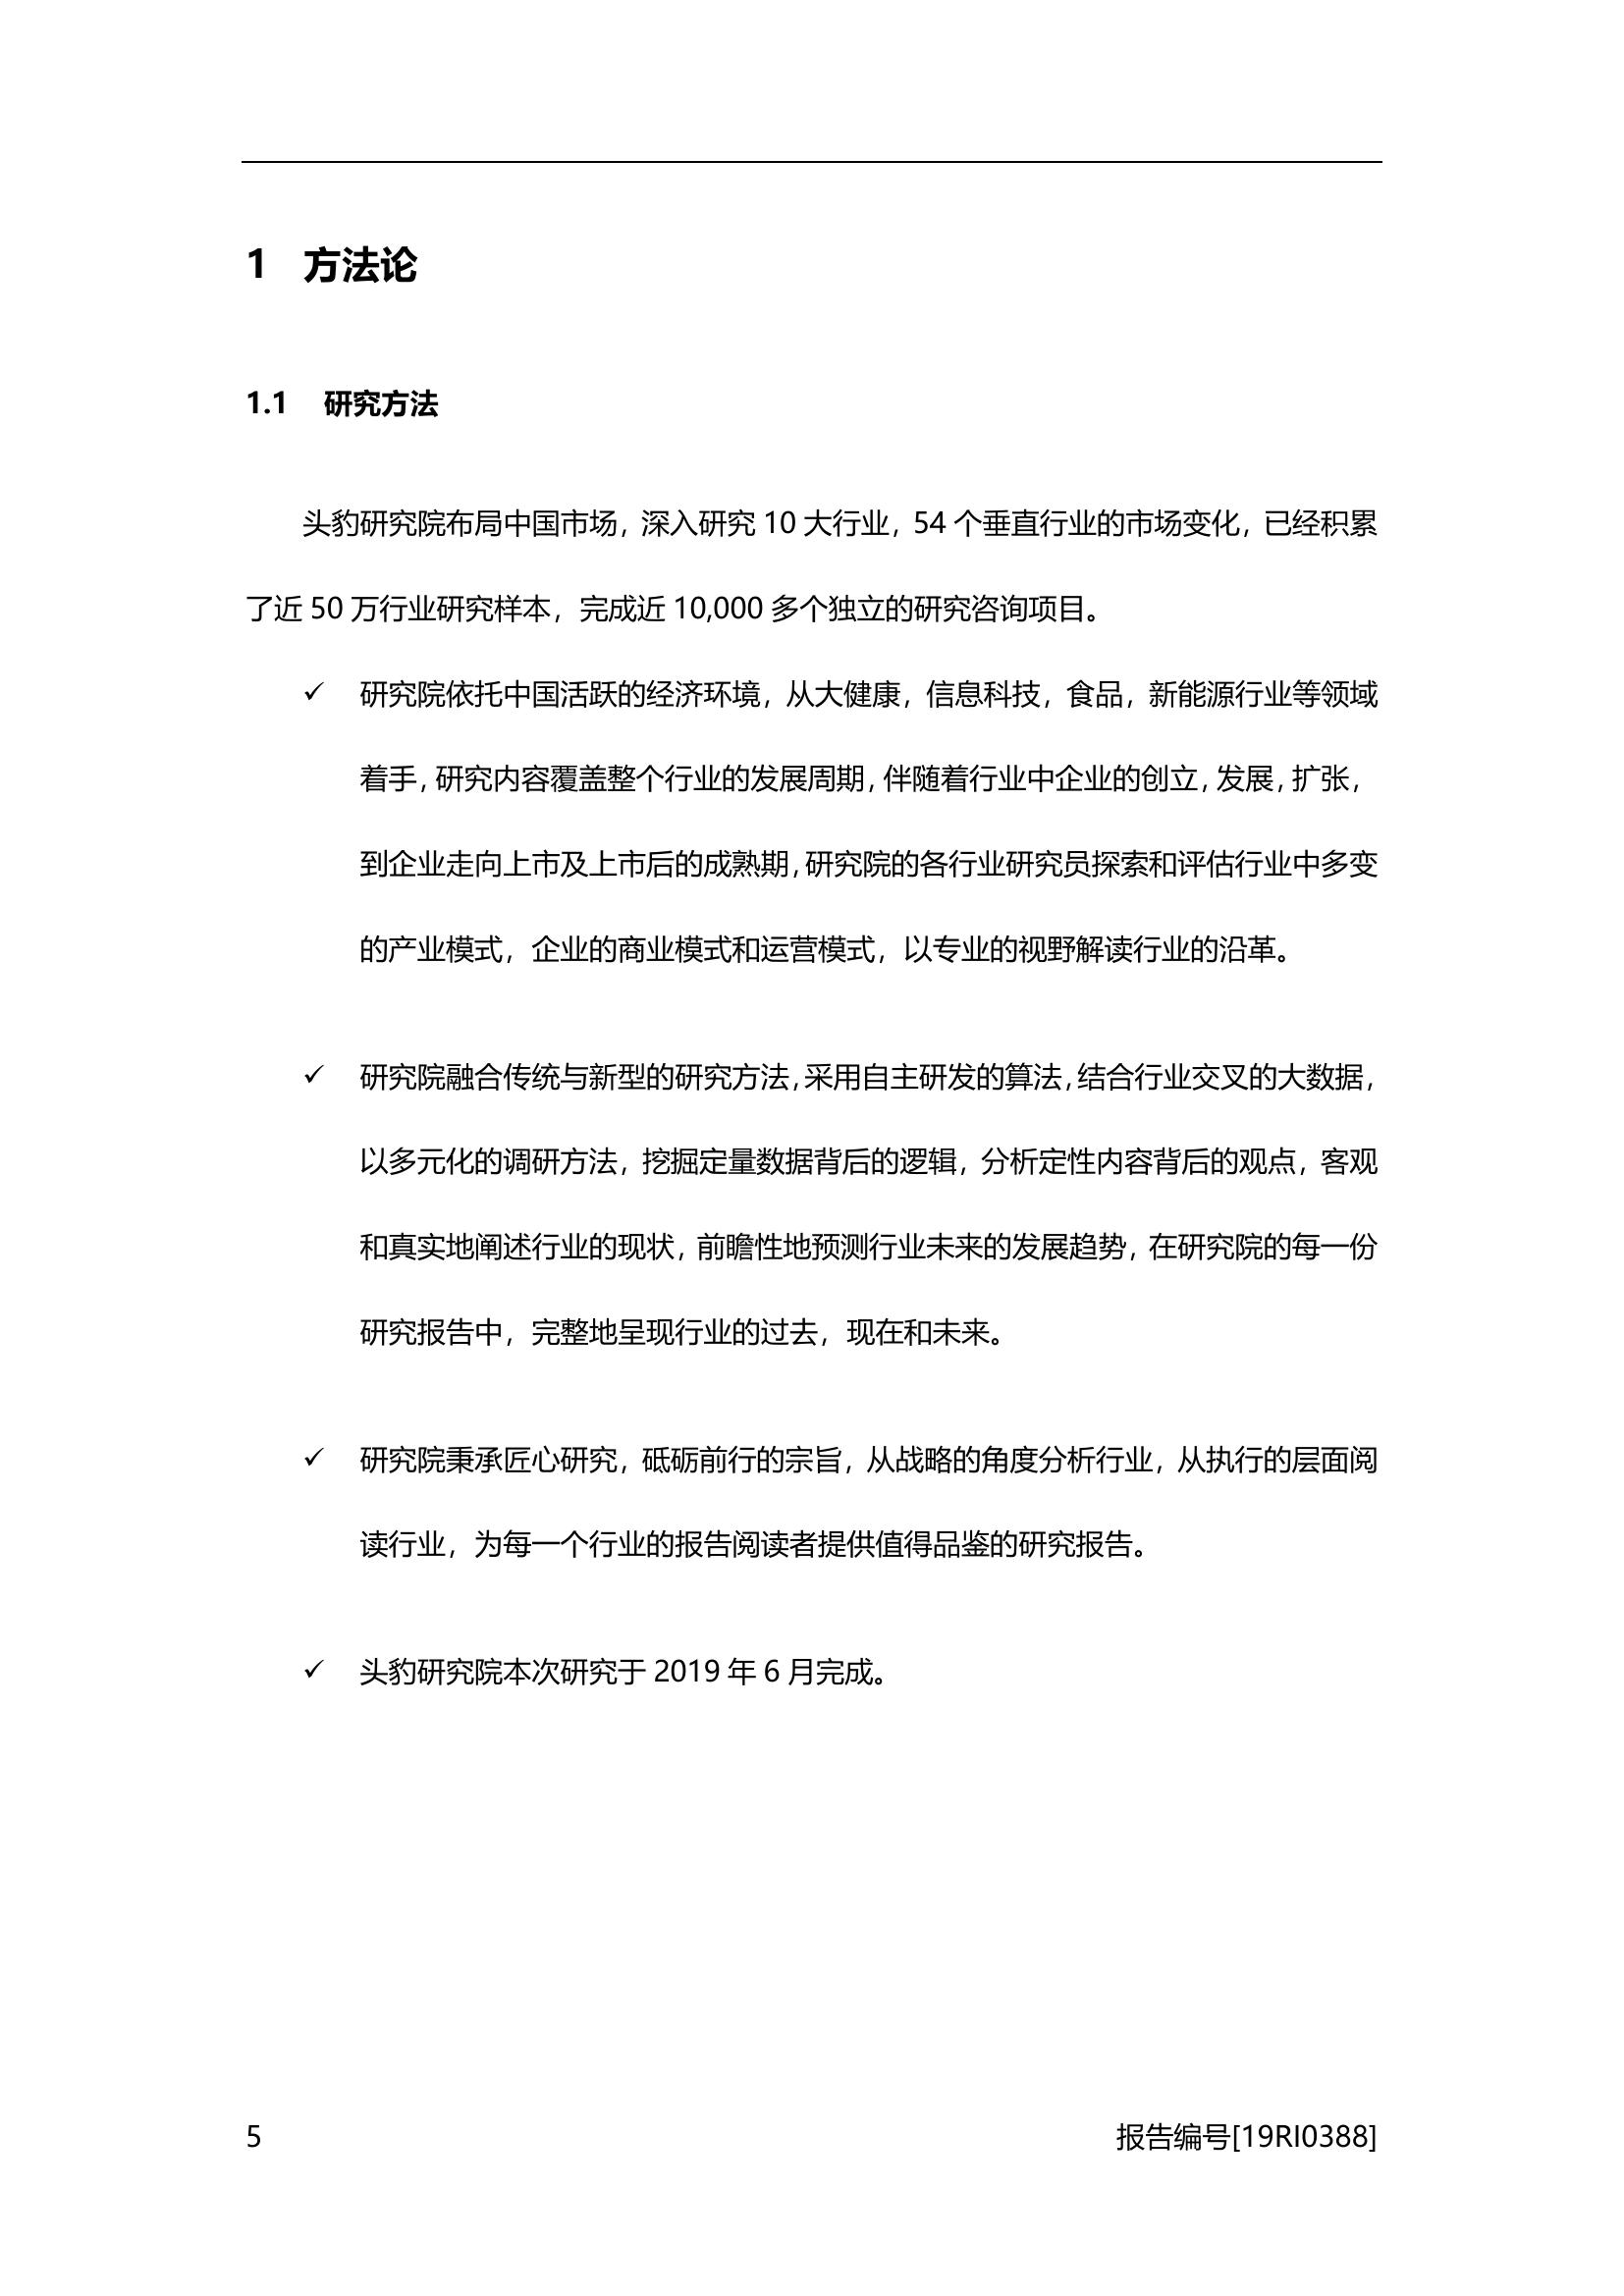 1 方法论
1.1 研究方法
头豹研究院布局中国市场，深入研究 10 大行业，54 个垂直行业的市场变化，已经积累
了近 50 万行业研究样本，完成近 10,000 多个独立的研究咨询项目。
✓ 研究院依托中国活跃的经济环境，从大健康，信息科技，食品，新能源行业等领域
着手，研究内容覆盖整个行业的发展周期，伴随着行业中企业的创立，发展，扩张，
到企业走向上市及上市后的成熟期，研究院的各行业研究员探索和评估行业中多变
的产业模式，企业的商业模式和运营模式，以专业的视野解读行业的沿革。
✓ 研究院融合传统与新型的研究方法，采用自主研发的算法，结合行业交叉的大数据，
以多元化的调研方法，挖掘定量数据背后的逻辑，分析定性内容背后的观点，客观
和真实地阐述行业的现状，前瞻性地预测行业未来的发展趋势，在研究院的每一份
研究报告中，完整地呈现行业的过去，现在和未来。
✓ 研究院秉承匠心研究，砥砺前行的宗旨，从战略的角度分析行业，从执行的层面阅
读行业，为每一个行业的报告阅读者提供值得品鉴的研究报告。
✓ 头豹研究院本次研究于 2019 年 6 月完成。
5 报告编号[19RI0388]